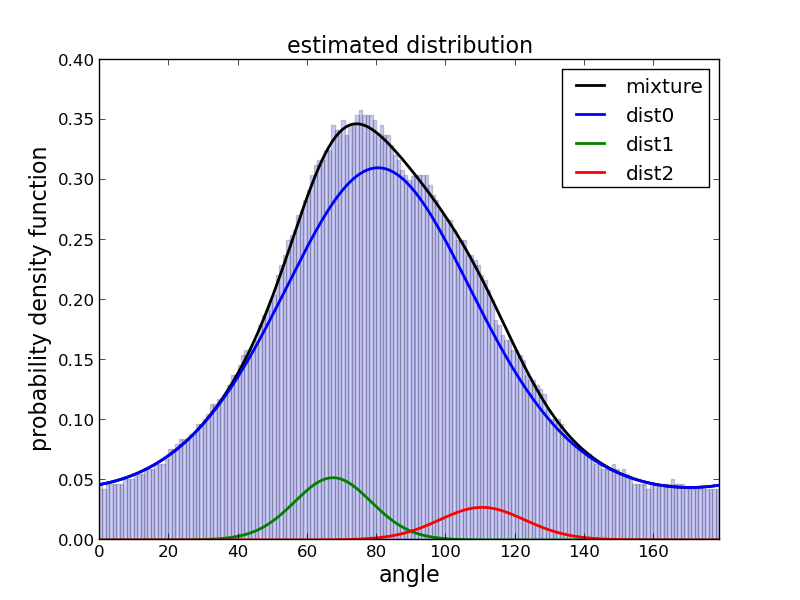 estimated distribution
probability density function
0.40
0.35
0.30
0.25
0.20
0.15
0.10
0.05
0.00
mixture
dist0
dist1
dist2
0 20 40 60 80 100 120 140 160
angle